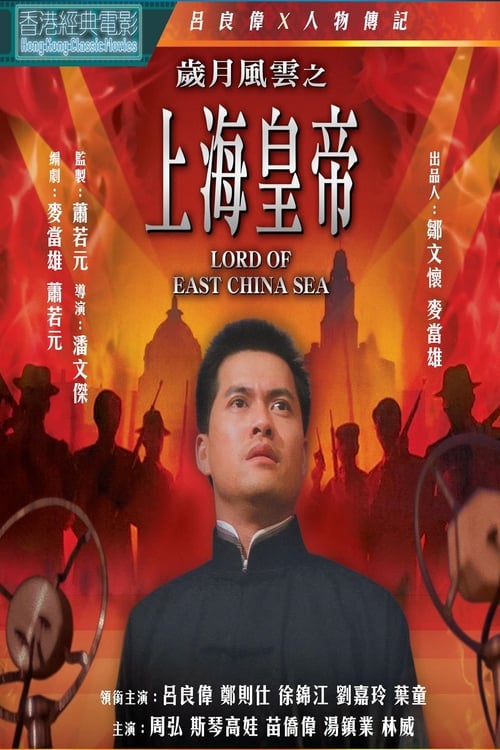 香港經典電影
Hong Kong Classic Movies
呂良偉 X 人物傳記
歲月風雲之
上海皇帝
LORD OF
EAST CHINA SEA
出品人：鄒文懷 麥當雄
監製：蕭若元 導演：潘文傑
編劇：麥當雄 蕭若元
領銜主演：呂良偉 鄭則仕 徐錦江 劉嘉玲 葉童
主演：周弘 斯琴高娃 苗僑偉 湯鎮業 林威